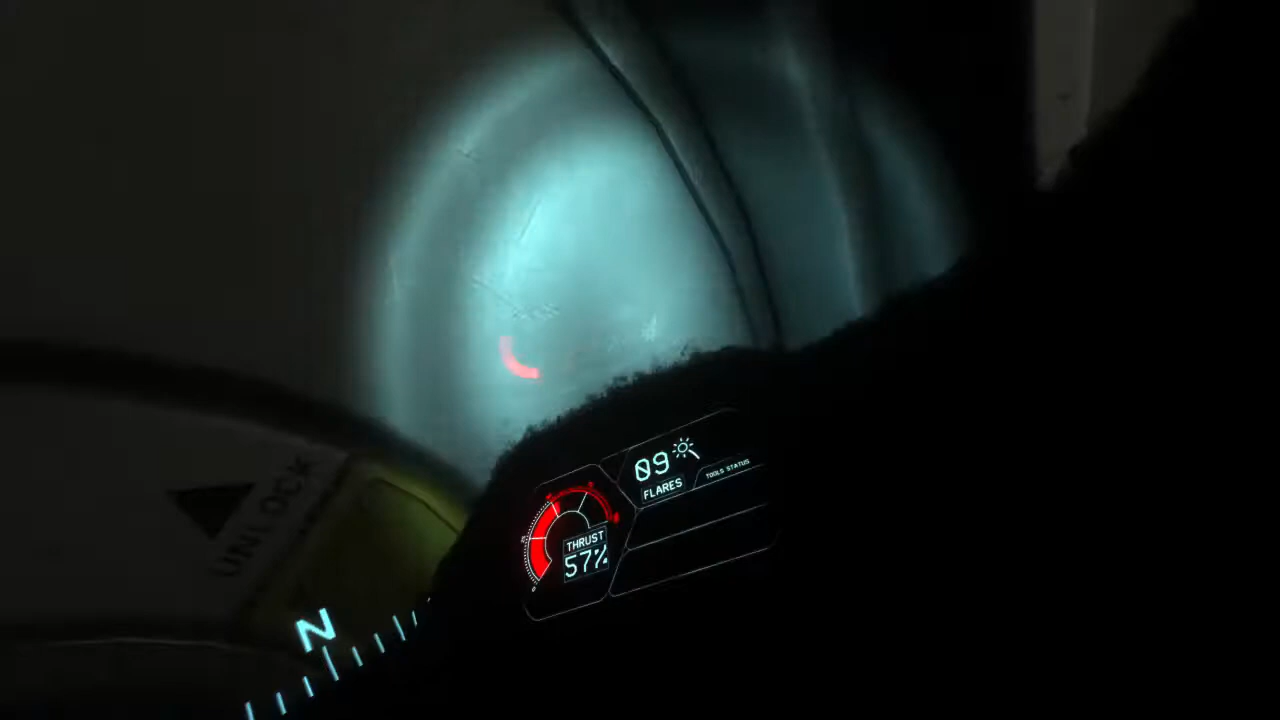 09
FLARES
TOOLS STATUS
THRUST
57%
UNLOCK
N